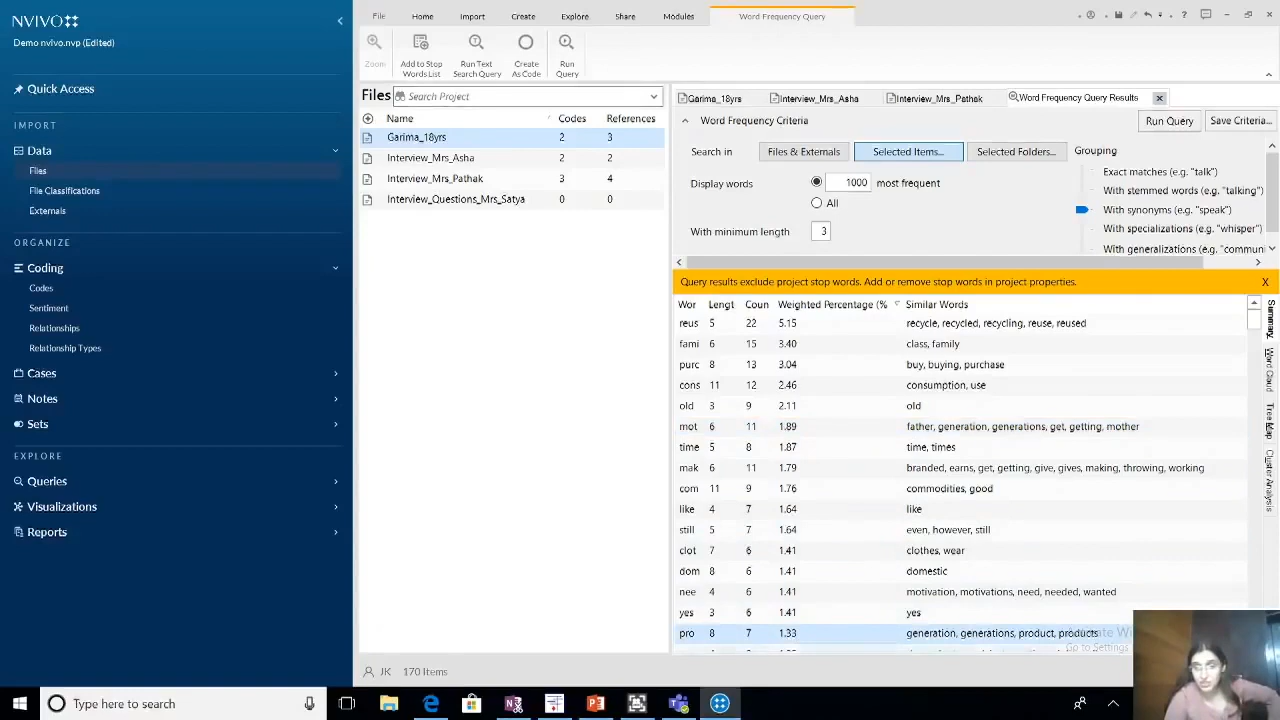 NVIVO
Demo nvivo.nvp (Edited)
Quick Access
IMPORT
Data
Files
File Classifications
Externals
ORGANIZE
Coding
Codes
Sentiment
Relationships
Relationship Types
Cases
Notes
Sets
EXPLORE
Queries
Visualizations
Reports
File Home Import Create Explore Share Modules Word Frequency Query
Zoom
Add to Stop Words List
Run Text Search Query
Create As Code
Run Query
Files Search Project
Name Codes References
Garima_18yrs 2 3
Interview_Mrs_Asha 2 2
Interview_Mrs_Pathak 3 4
Interview_Questions_Mrs_Satya 0 0
Garima_18yrs Interview_Mrs_Asha Interview_Mrs_Pathak Word Frequency Query Results
Word Frequency Criteria Run Query Save Criteria...
Search in Files & Externals Selected Items... Selected Folders... Grouping
Display words 1000 most frequent
All
With minimum length 3
Exact matches (e.g. "talk")
With stemmed words (e.g. "talking)
With synonyms (e.g. "speak")
With specializations (e.g. "whisper")
With generalizations (e.g. "commun
Query results exclude project stop words. Add or remove stop words in project properties. X
Wor Lengt Coun Weighted Percentage (% Similar Words
reus 5 22 5.15 recycle, recycled, recycling, reuse, reused
fami 6 15 3.40 class, family
purc 8 13 3.04 buy, buying, purchase
cons 11 12 2.46 consumption, use
old 3 9 2.11 old
mot 6 11 1.89 father, generation, generations, get, getting, mother
time 5 8 1.87 time, times
mak 6 11 1.79 branded, earns, get, getting, give, gives, making, throwing, working
com 11 9 1.76 commodities, good
like 4 7 1.64 like
still 5 7 1.64 even, however, still
clot 7 6 1.41 clothes, wear
dom 8 6 1.41 domestic
nee 4 6 1.41 motivation, motivations, need, needed, wanted
yes 3 6 1.41 yes
pro 8 7 1.33 generation, generations, product, products
Go to Settings
Summary
Word Cloud
Tree Map
Cluster Analysis
JK 170 Items
Type here to search